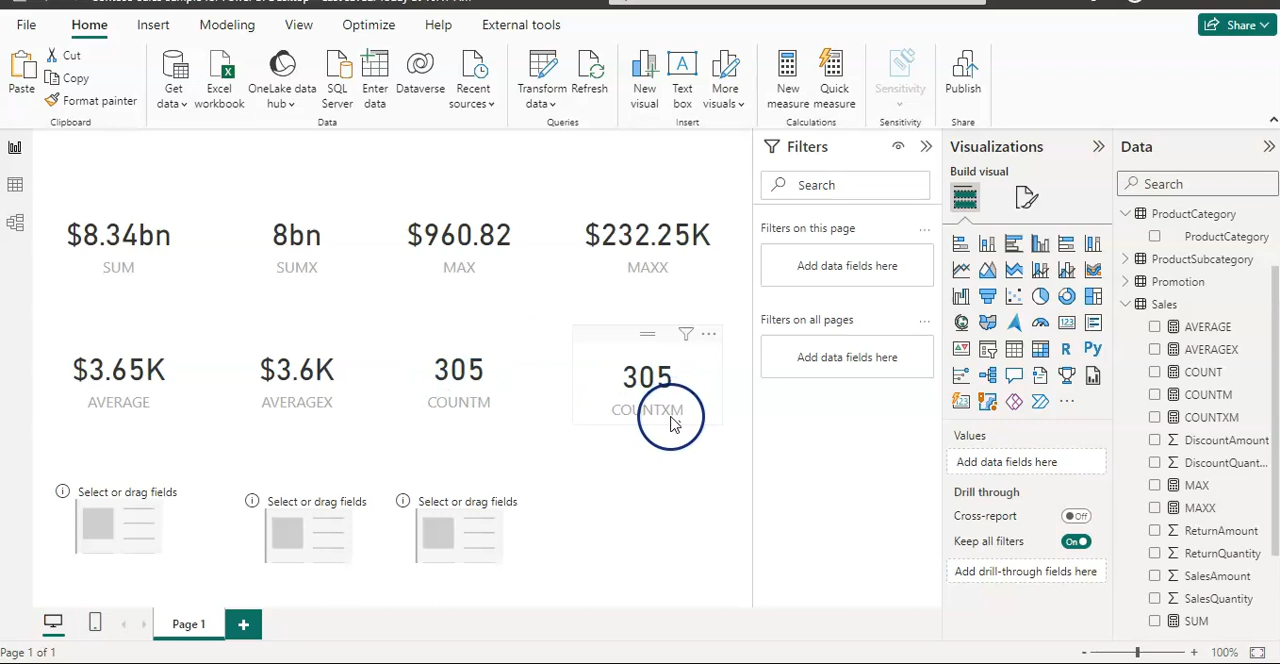 File Home Insert Modeling View Optimize Help External tools Share
Paste Cut Copy Format painter
Get data Excel workbook OneLake data hub SQL Server Enter data Dataverse Recent sources
Transform data Refresh
New visual Text box More visuals
New measure Quick measure
Sensitivity
Publish
Clipboard Data Queries Insert Calculations Sensitivity Share
$8.34bn
SUM
8bn
SUMX
$960.82
MAX
$232.25K
MAXX
$3.65K
AVERAGE
$3.6K
AVERAGEX
305
COUNTM
305
COUNTXM
Select or drag fields
Select or drag fields
Select or drag fields
Filters
Search
Filters on this page
Add data fields here
Filters on all pages
Add data fields here
Visualizations
Build visual
123
R
Py
Values
Add data fields here
Drill through
Cross-report Off
Keep all filters On
Add drill-through fields here
Data
Search
ProductCategory
ProductCategory
ProductSubcategory
Promotion
Sales
AVERAGE
AVERAGEX
COUNT
COUNTM
COUNTXM
DiscountAmount
DiscountQuant...
MAX
MAXX
ReturnAmount
ReturnQuantity
SalesAmount
SalesQuantity
SUM
Page 1
Page 1 of 1
- + 100%